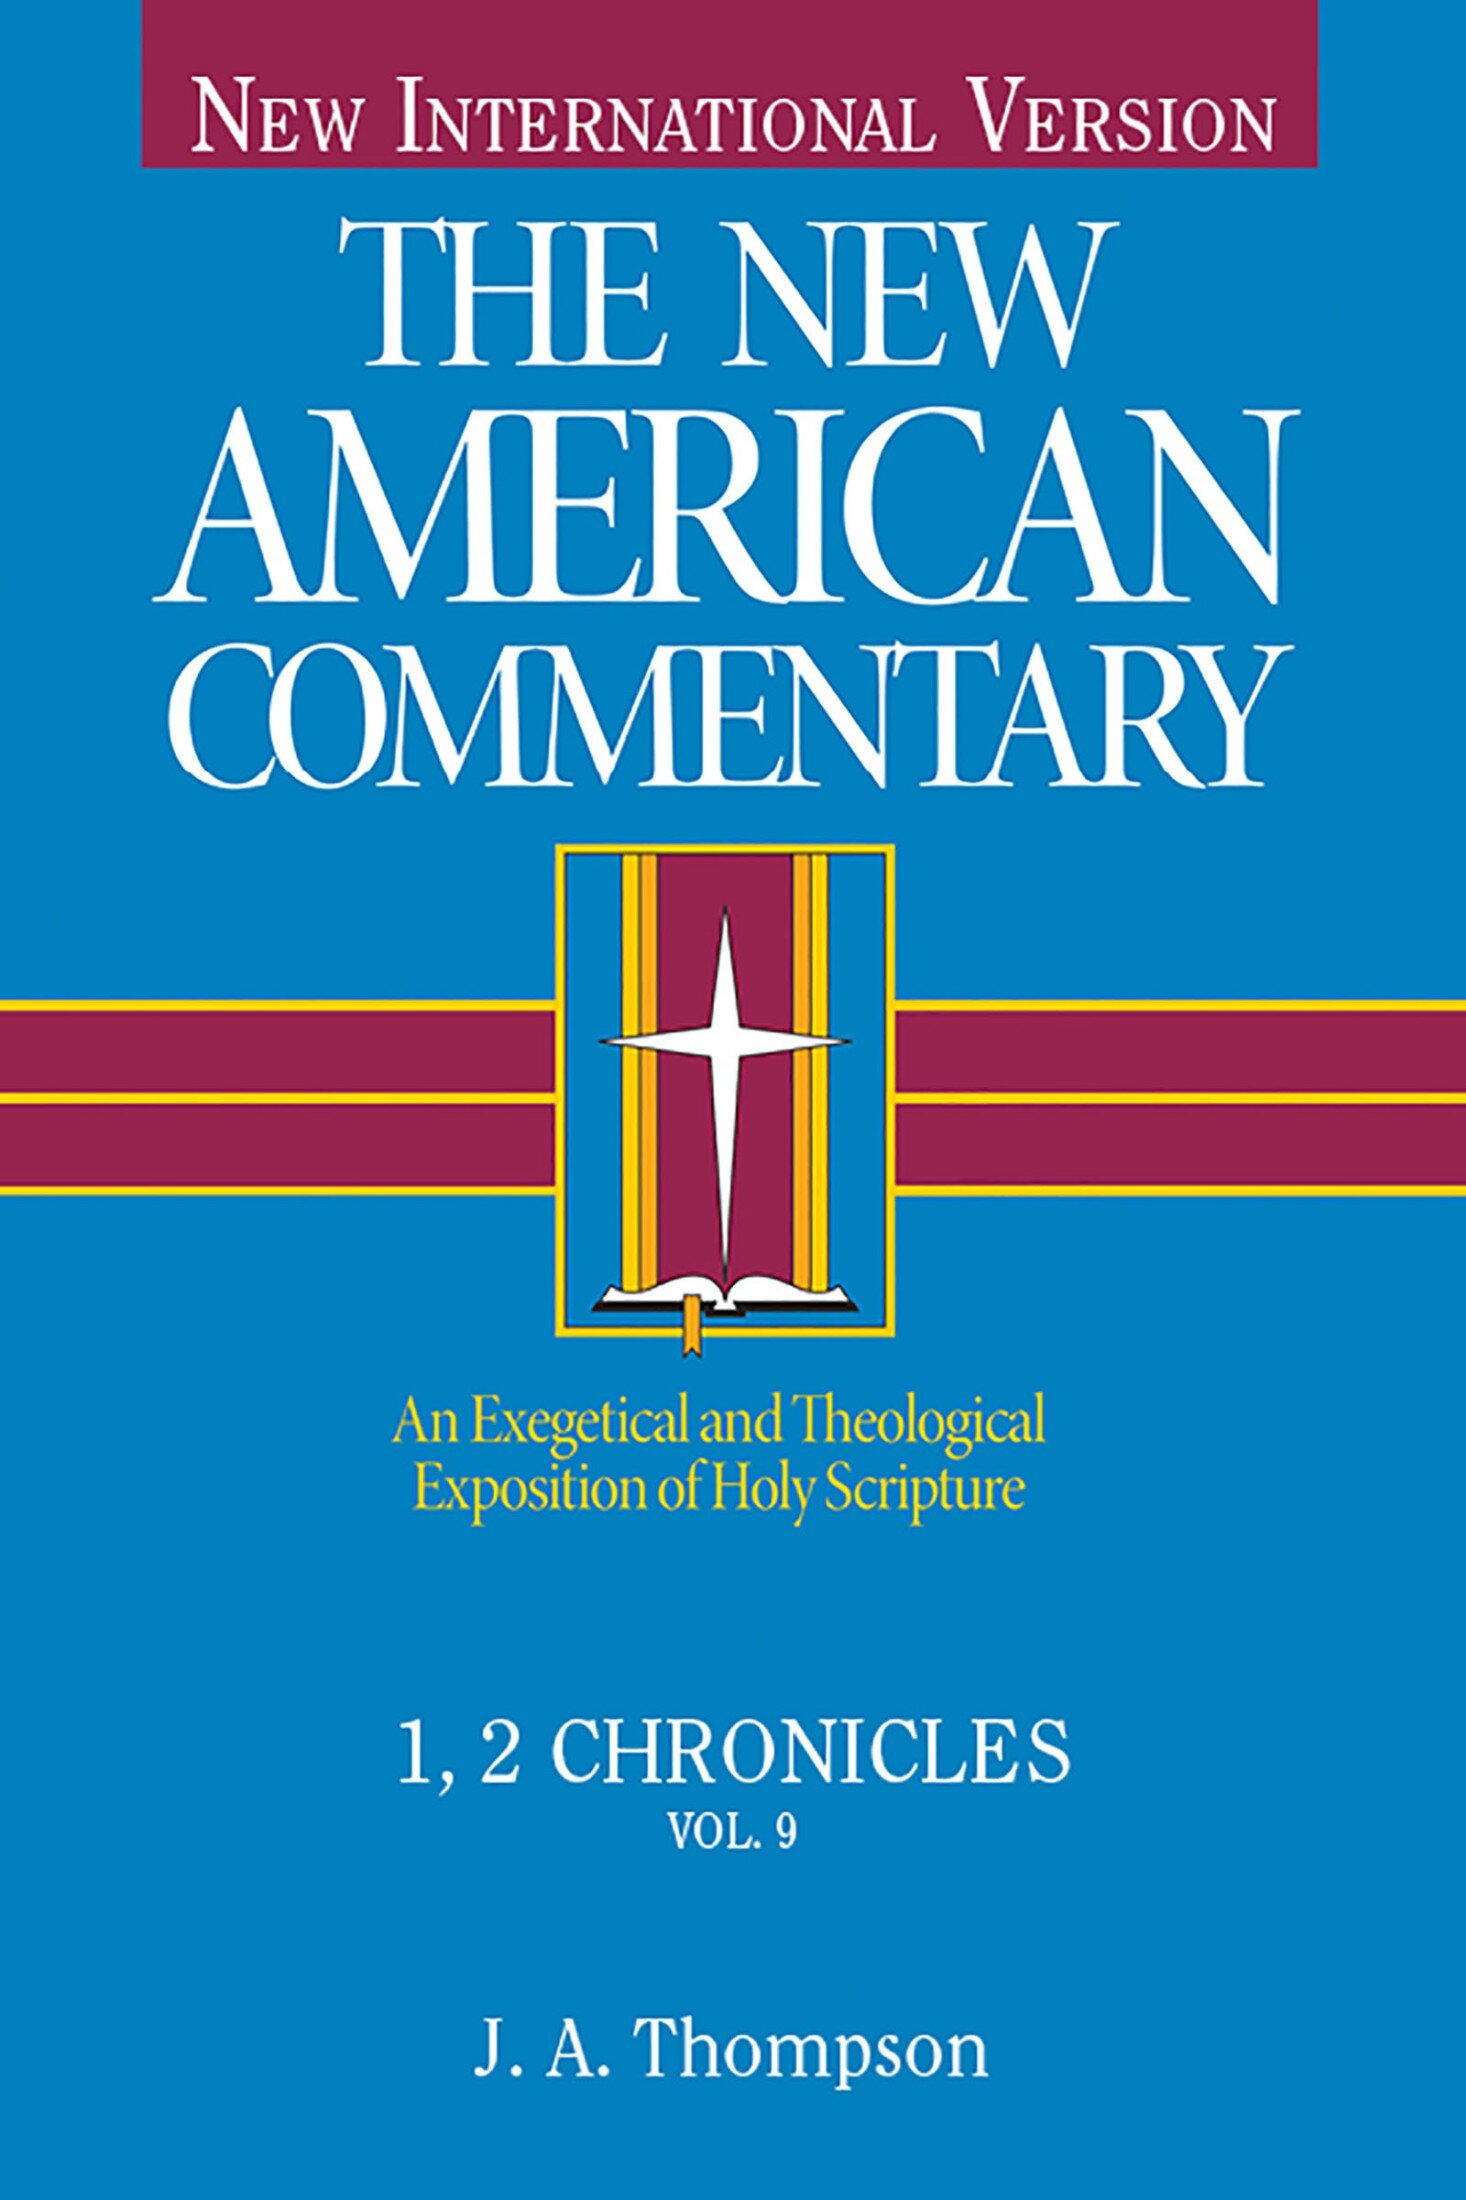 NEW INTERNATIONAL VERSION
THE NEW
AMERICAN
COMMENTARY
An Exegetical and Theological
Exposition of Holy Scripture
1, 2 CHRONICLES
VOL. 9
J. A. Thompson